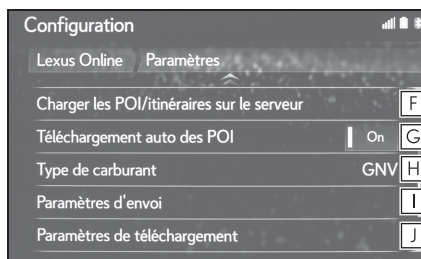 Configuration
Lexus Online Paramètres
Charger les POI/itinéraires sur le serveur F
Téléchargement auto des POI On G
Type de carburant GNV H
Paramètres d'envoi I
Paramètres de téléchargement J